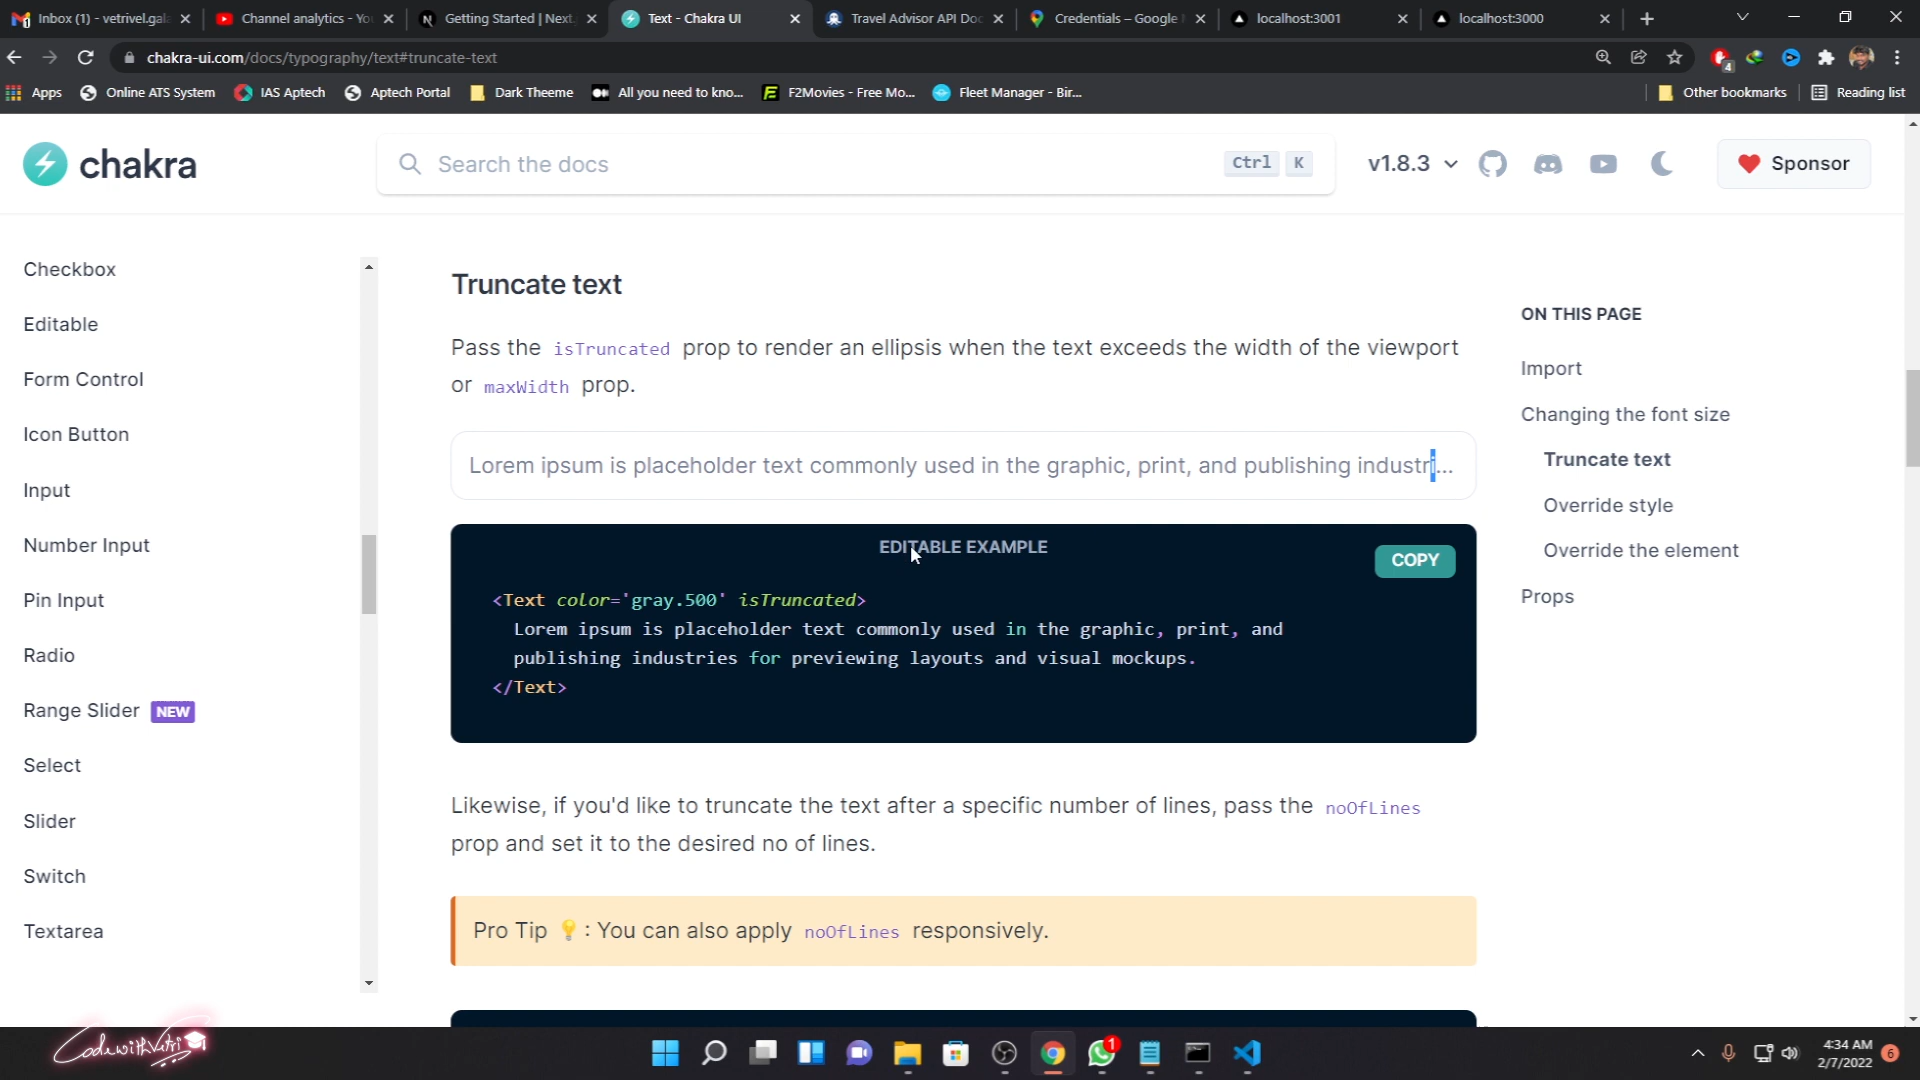 Inbox (1) - vetrivel.gal
Channel analytics - Yo
Getting Started | Next.
Text - Chakra UI
Travel Advisor API Do
Credentials – Google
localhost:3001
localhost:3000
chakra-ui.com/docs/typography/text#truncate-text
4
Apps
Online ATS System
IAS Aptech
Aptech Portal
Dark Theeme
All you need to kno...
F2Movies - Free Mo...
Fleet Manager - Bir...
Other bookmarks
Reading list
chakra
Search the docs
Ctrl K
v1.8.3
Sponsor
Checkbox
Editable
Form Control
Icon Button
Input
Number Input
Pin Input
Radio
Range Slider NEW
Select
Slider
Switch
Textarea
Truncate text
Pass the isTruncated prop to render an ellipsis when the text exceeds the width of the viewport
or maxWidth prop.
Lorem ipsum is placeholder text commonly used in the graphic, print, and publishing industri...
EDITABLE EXAMPLE
COPY
<Text color='gray.500' isTruncated>
Lorem ipsum is placeholder text commonly used in the graphic, print, and
publishing industries for previewing layouts and visual mockups.
</Text>
Likewise, if you'd like to truncate the text after a specific number of lines, pass the noOfLines
prop and set it to the desired no of lines.
Pro Tip 💡: You can also apply noOfLines responsively.
ON THIS PAGE
Import
Changing the font size
Truncate text
Override style
Override the element
Props
CodewithVetri
1
4:34 AM
2/7/2022
6